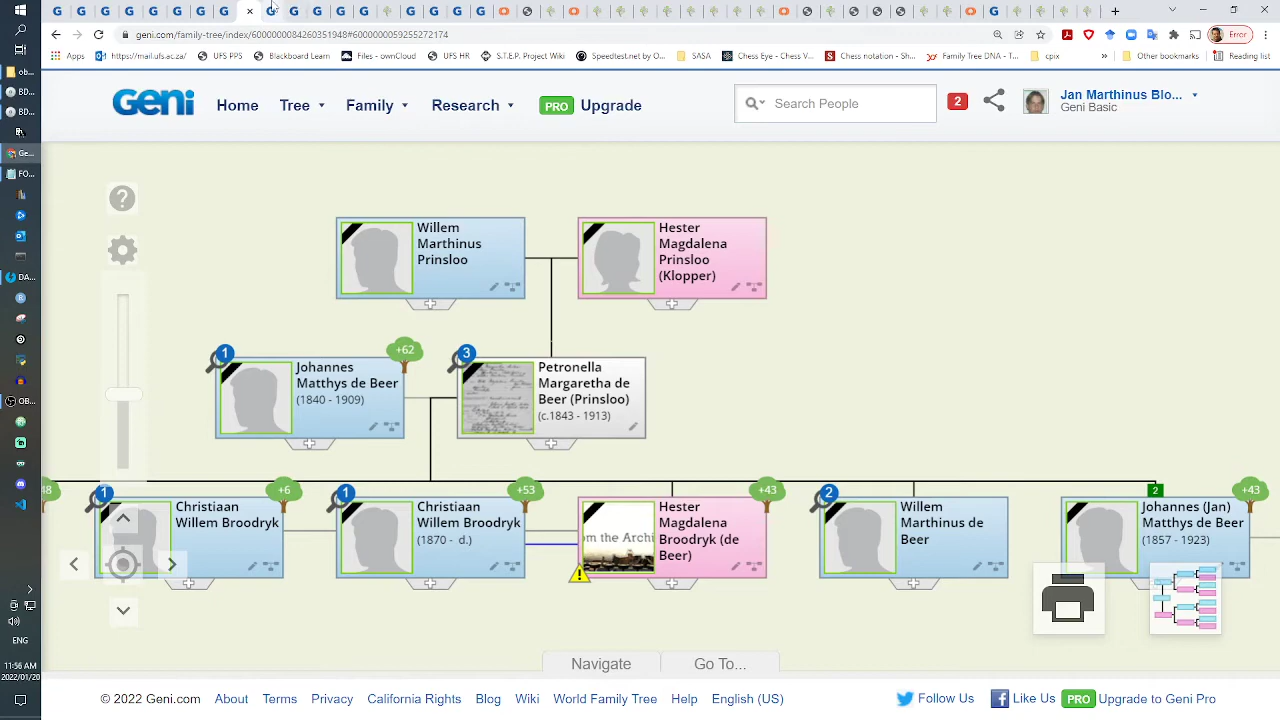 geni.com/family-tree/index/6000000084260351948#6000000059255272174
Error
Apps
https://mail.ufs.ac.za/
UFS PPS
Blackboard Learn
Files - ownCloud
UFS HR
S.T.E.P. Project Wiki
Speedtest.net by O...
SASA
Chess Eye - Chess V...
Chess notation - Sh...
Family Tree DNA - T...
cpix
»
Other bookmarks
Reading list
Geni
Home
Tree
Family
Research
PRO Upgrade
Search People
2
Jan Marthinus Blo...
Geni Basic
Willem
Marthinus
Prinsloo
Hester
Magdalena
Prinsloo
(Klopper)
1
Johannes
Matthys de Beer
(1840 - 1909)
+62
3
Petronella
Margaretha de
Beer (Prinsloo)
(c.1843 - 1913)
48
1
Christiaan
Willem Broodryk
+6
1
Christiaan
Willem Broodryk
(1870 - d.)
+53
om the Archi
Hester
Magdalena
Broodryk (de
Beer)
+43
2
Willem
Marthinus de
Beer
2
Johannes (Jan)
Matthys de Beer
(1857 - 1923)
+43
Navigate
Go To...
ENG
11:56 AM
© 2022 Geni.com
About
Terms
Privacy
California Rights
Blog
Wiki
World Family Tree
Help
English (US)
Follow Us
Like Us
PRO Upgrade to Geni Pro